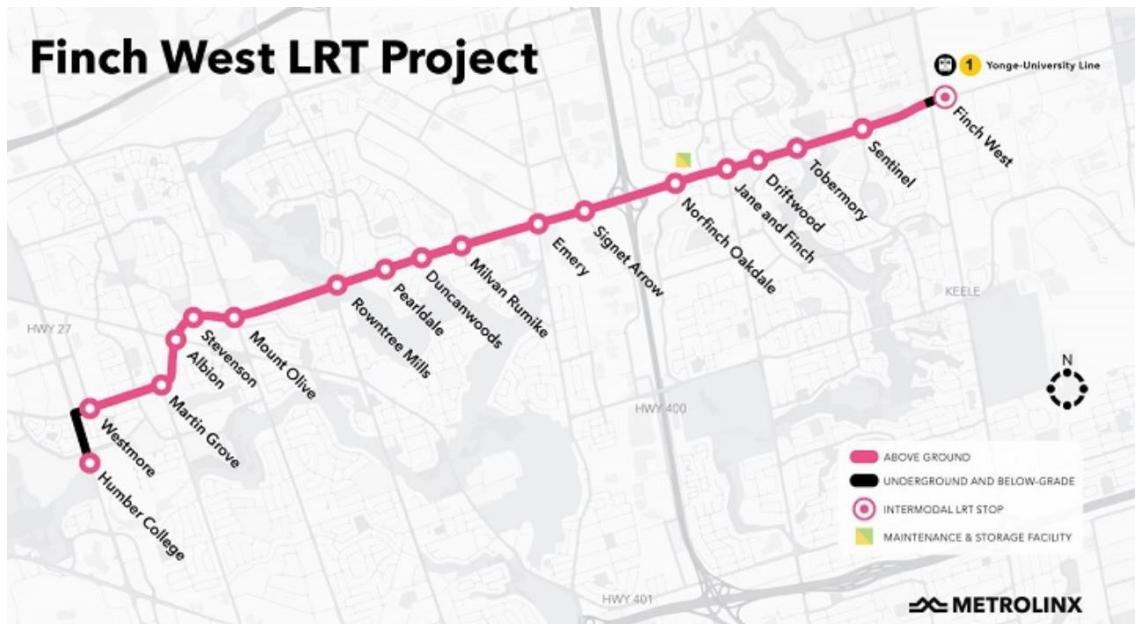 Finch West LRT Project
1 Yonge-University Line
Finch West
Sentinel
Tobermory
Driftwood
Jane and Finch
Norfinch Oakdale
Signet Arrow
Emery
Milvan Rumike
Duncanwoods
Pearldale
Rowntree Mills
Mount Olive
Stevenson
Albion
Martin Grove
Westmore
Humber College
HWY 27
KEELE
HWY 400
HWY 401
N
ABOVE GROUND
UNDERGROUND AND BELOW-GRADE
INTERMODAL LRT STOP
MAINTENANCE & STORAGE FACILITY
METROLINX